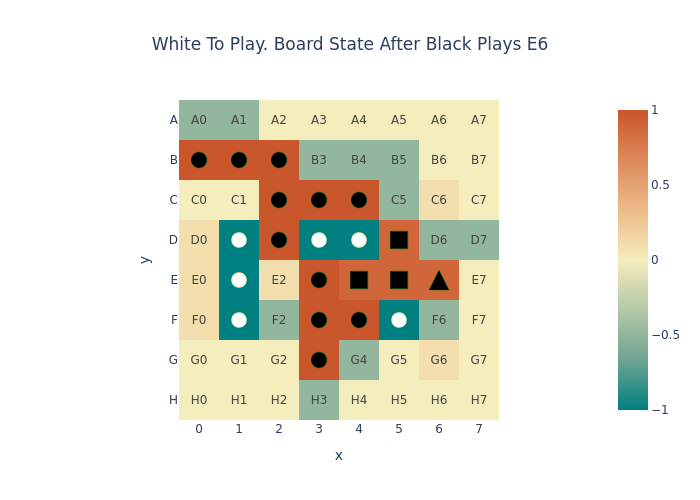 White To Play. Board State After Black Plays E6
A A0 A1 A2 A3 A4 A5 A6 A7 1
B B3 B4 B5 B6 B7
C C0 C1 C5 C6 C7 0.5
D D0 D6 D7
y E E0 E2 E7 0
F F0 F2 F6 F7 −0.5
G G0 G1 G2 G4 G5 G6 G7
H H0 H1 H2 H3 H4 H5 H6 H7 −1
0 1 2 3 4 5 6 7
x